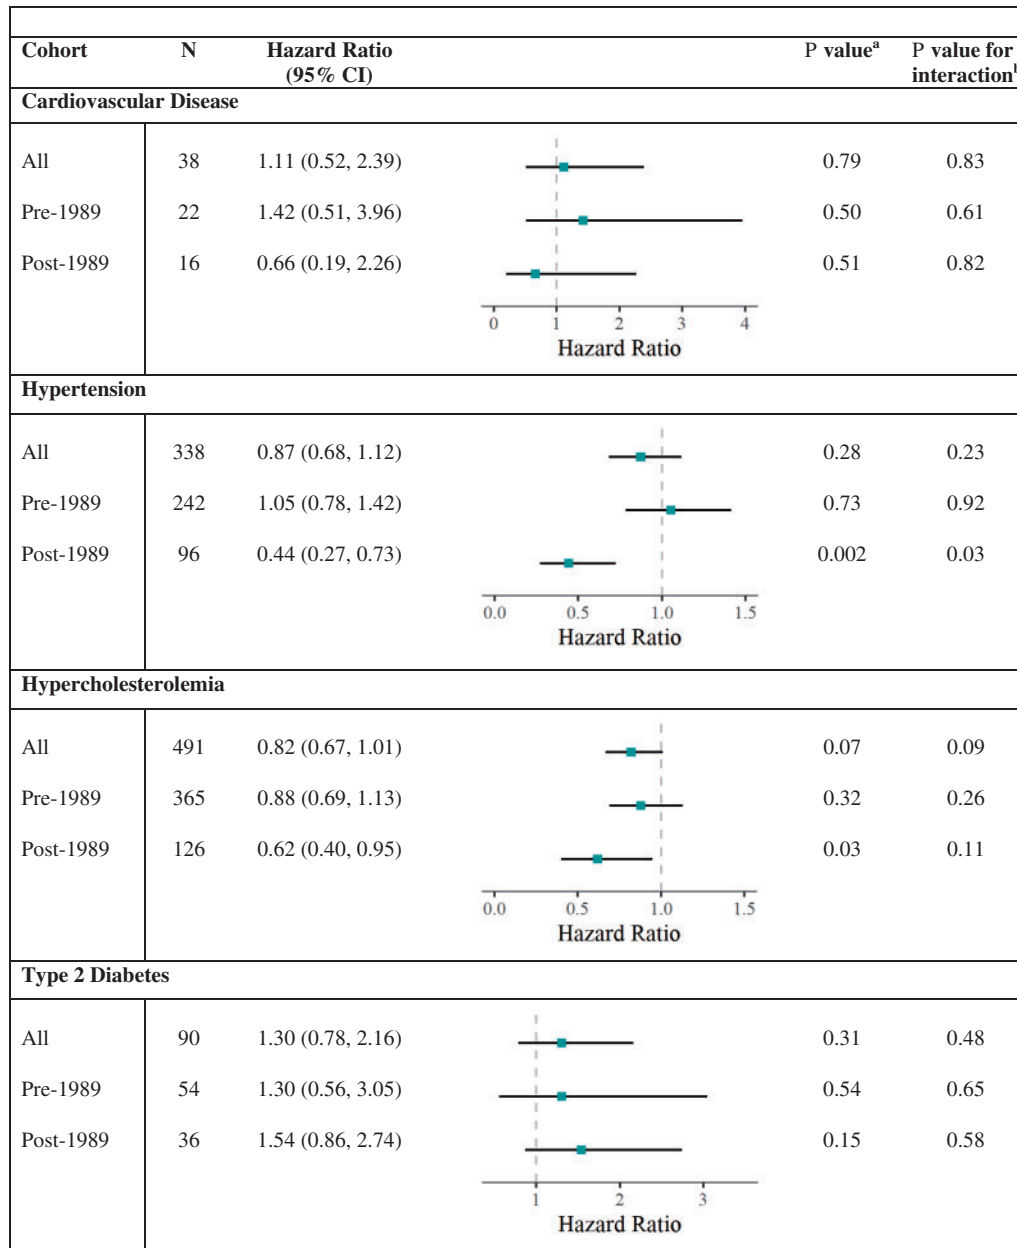 Cohort N Hazard Ratio (95% CI) P valueᵃ P value for interactionᵇ
Cardiovascular Disease
All 38 1.11 (0.52, 2.39) 0.79 0.83
Pre-1989 22 1.42 (0.51, 3.96) 0.50 0.61
Post-1989 16 0.66 (0.19, 2.26) 0.51 0.82
0 1 2 3 4
Hazard Ratio
Hypertension
All 338 0.87 (0.68, 1.12) 0.28 0.23
Pre-1989 242 1.05 (0.78, 1.42) 0.73 0.92
Post-1989 96 0.44 (0.27, 0.73) 0.002 0.03
0.0 0.5 1.0 1.5
Hazard Ratio
Hypercholesterolemia
All 491 0.82 (0.67, 1.01) 0.07 0.09
Pre-1989 365 0.88 (0.69, 1.13) 0.32 0.26
Post-1989 126 0.62 (0.40, 0.95) 0.03 0.11
0.0 0.5 1.0 1.5
Hazard Ratio
Type 2 Diabetes
All 90 1.30 (0.78, 2.16) 0.31 0.48
Pre-1989 54 1.30 (0.56, 3.05) 0.54 0.65
Post-1989 36 1.54 (0.86, 2.74) 0.15 0.58
1 2 3
Hazard Ratio